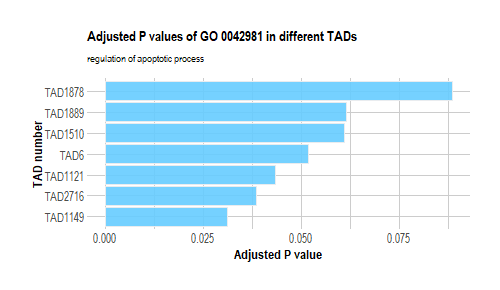 Adjusted P values of GO 0042981 in different TADs
regulation of apoptotic process
TAD number
TAD1878
TAD1889
TAD1510
TAD6
TAD1121
TAD2716
TAD1149
0.000 0.025 0.050 0.075
Adjusted P value